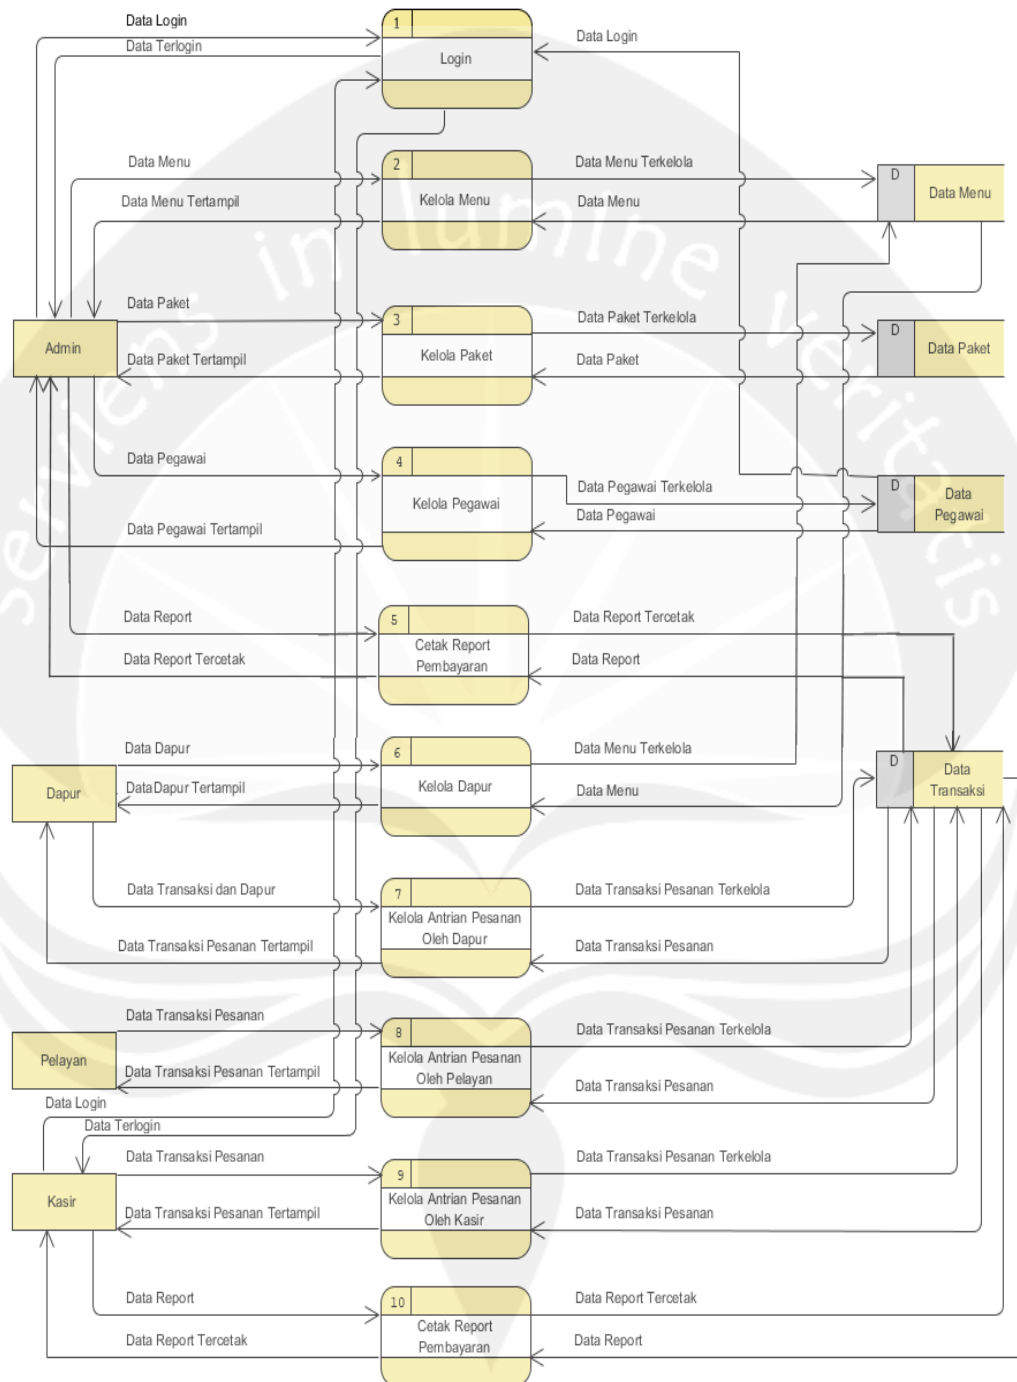 Data Login
1
Data Login
Data Terlogin
Login
Data Menu
2
Data Menu Terkelola
D
Data Menu
Data Menu Tertampil
Kelola Menu
Data Menu
Data Paket
3
Data Paket Terkelola
D
Data Paket
Admin
Data Paket Tertampil
Kelola Paket
Data Paket
Data Pegawai
4
Data Pegawai Terkelola
D
Data
Pegawai
Kelola Pegawai
Data Pegawai Tertampil
Data Pegawai
Data Report
5
Data Report Tercetak
Cetak Report
Pembayaran
Data Report Tercetak
Data Report
Data Dapur
6
Data Menu Terkelola
D
Data
Transaksi
Dapur
DataDapur Tertampil
Kelola Dapur
Data Menu
Data Transaksi dan Dapur
7
Data Transaksi Pesanan Terkelola
Kelola Antrian Pesanan
Oleh Dapur
Data Transaksi Pesanan Tertampil
Data Transaksi Pesanan
Data Transaksi Pesanan
8
Data Transaksi Pesanan Terkelola
Pelayan
Kelola Antrian Pesanan
Oleh Pelayan
Data Transaksi Pesanan Tertampil
Data Transaksi Pesanan
Data Login
Data Terlogin
Data Transaksi Pesanan
9
Data Transaksi Pesanan Terkelola
Kasir
Kelola Antrian Pesanan
Oleh Kasir
Data Transaksi Pesanan Tertampil
Data Transaksi Pesanan
Data Report
10
Data Report Tercetak
Cetak Report
Pembayaran
Data Report Tercetak
Data Report
serviens in lumine veritatis